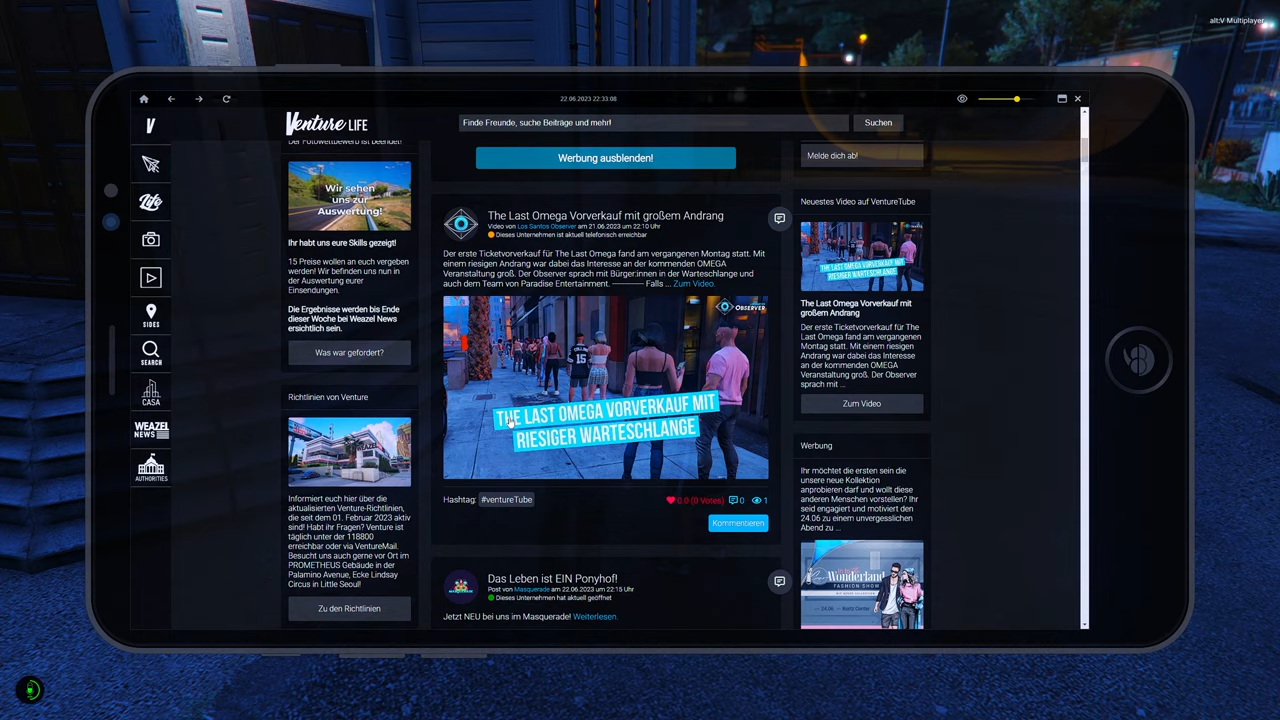 alt:V Multiplayer
22.06.2023 22:33:08
V
Venture LIFE
Finde Freunde, suche Beiträge und mehr!
Suchen
Life
SIDES
SEARCH
CASA
WEAZEL
NEWS
AUTHORITIES
Der Fotowettbewerb ist beendet!
Wir sehen
uns zur
Auswertung!
Ihr habt uns eure Skills gezeigt!
15 Preise wollen an euch vergeben
werden! Wir befinden uns nun in
der Auswertung eurer
Einsendungen.
Die Ergebnisse werden bis Ende
dieser Woche bei Weazel News
ersichtlich sein.
Was war gefordert?
Richtlinien von Venture
Informiert euch hier über die
aktualisierten Venture-Richtlinien,
die seit dem 01. Februar 2023 aktiv
sind! Habt ihr Fragen? Venture ist
täglich unter der 118800
erreichbar oder via VentureMail.
Besucht uns auch gerne vor Ort im
PROMETHEUS Gebäude in der
Palamino Avenue, Ecke Lindsay
Circus in Little Seoul!
Zu den Richtlinien
Werbung ausblenden!
The Last Omega Vorverkauf mit großem Andrang
Video von Los Santos Observer am 21.06.2023 um 22:10 Uhr
Dieses Unternehmen ist aktuell telefonisch erreichbar
Der erste Ticketvorverkauf für The Last Omega fand am vergangenen Montag statt. Mit
einem riesigen Andrang war dabei das Interesse an der kommenden OMEGA
Veranstaltung groß. Der Observer sprach mit Bürger:innen in der Warteschlange und
auch dem Team von Paradise Entertainment. ———— Falls ... Zum Video.
OBSERVER
15
THE LAST OMEGA VORVERKAUF MIT
RIESIGER WARTESCHLANGE
Hashtag: #ventureTube
0.0 (0 Votes) 0 1
Kommentieren
Das Leben ist EIN Ponyhof!
Post von Masquerade am 22.06.2023 um 22:15 Uhr
Dieses Unternehmen hat aktuell geöffnet
Jetzt NEU bei uns im Masquerade! Weiterlesen.
Melde dich ab!
Neuestes Video auf VentureTube
THE LAST OMEGA VORVERKAUF MIT
RIESIGER WARTESCHLANGE
The Last Omega Vorverkauf mit
großem Andrang
Der erste Ticketvorverkauf für The
Last Omega fand am vergangenen
Montag statt. Mit einem riesigen
Andrang war dabei das Interesse
an der kommenden OMEGA
Veranstaltung groß. Der Observer
sprach mit ...
Zum Video
Werbung
Ihr möchtet die ersten sein die
unsere neue Kollektion
anprobieren darf und wollt diese
anderen Menschen vorstellen? Ihr
seid engagiert und motiviert den
24.06 zu einem unvergesslichen
Abend zu ...
Wonderland
FASHION SHOW
24.06